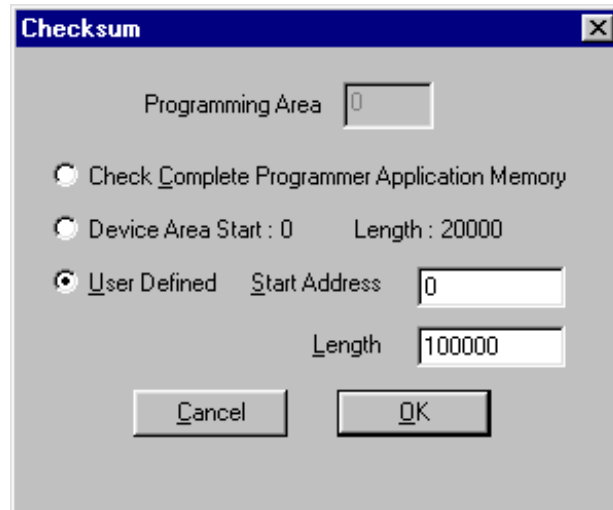 Checksum
Programming Area 0
Check Complete Programmer Application Memory
Device Area Start : 0 Length : 20000
User Defined Start Address 0
Length 100000
Cancel OK